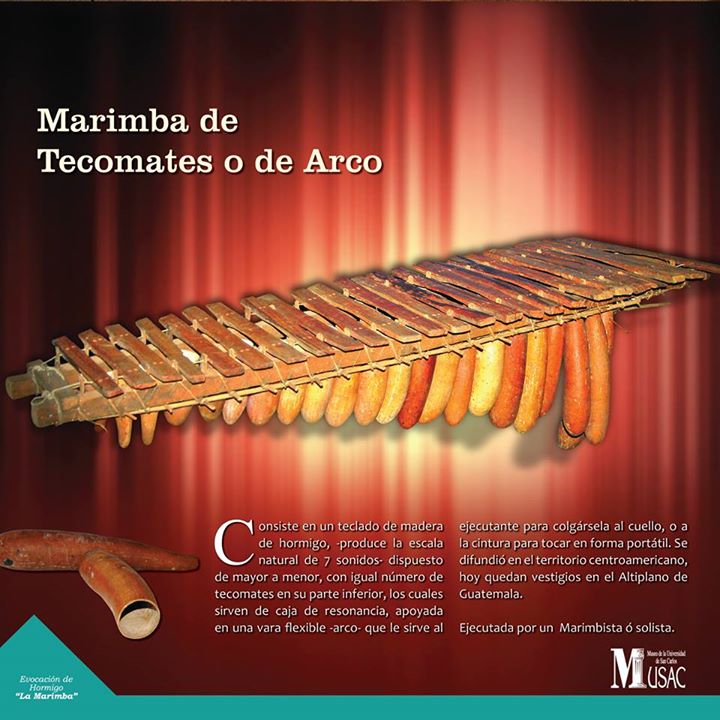 Marimba de
Tecomates o de Arco
Consiste en un teclado de madera
de hormigo, -produce la escala
natural de 7 sonidos- dispuesto
de mayor a menor, con igual número de
tecomates en su parte inferior, los cuales
sirven de caja de resonancia, apoyada
en una vara flexible -arco- que le sirve al
ejecutante para colgársela al cuello, o a
la cintura para tocar en forma portátil. Se
difundió en el territorio centroamericano,
hoy quedan vestigios en el Altiplano de
Guatemala.
Ejecutada por un Marimbista ó solista.
Evocación de
Hormigo
"La Marimba"
Museo de la Universidad
de San Carlos
MUSAC